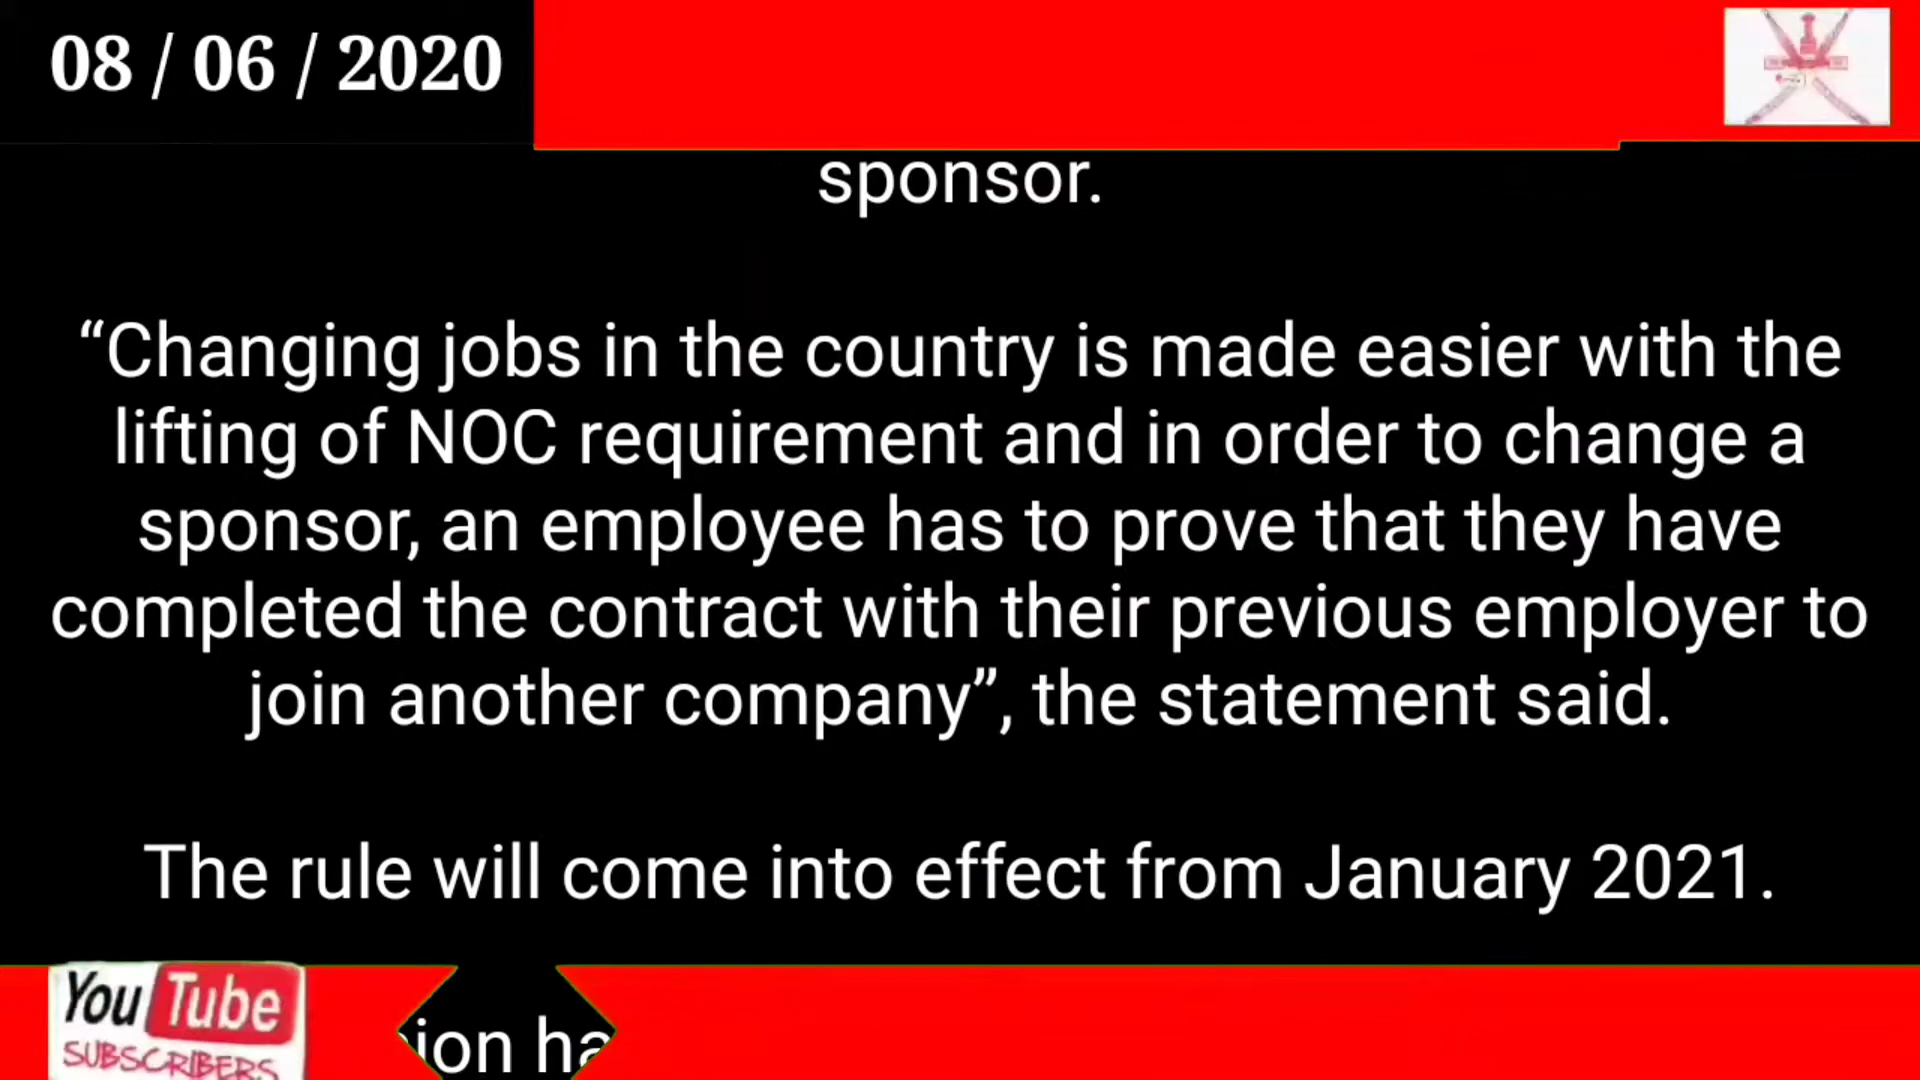 08 / 06 / 2020
sponsor.
“Changing jobs in the country is made easier with the
lifting of NOC requirement and in order to change a
sponsor, an employee has to prove that they have
completed the contract with their previous employer to
join another company”, the statement said.
The rule will come into effect from January 2021.
YouTube
SUBSCRIBERS